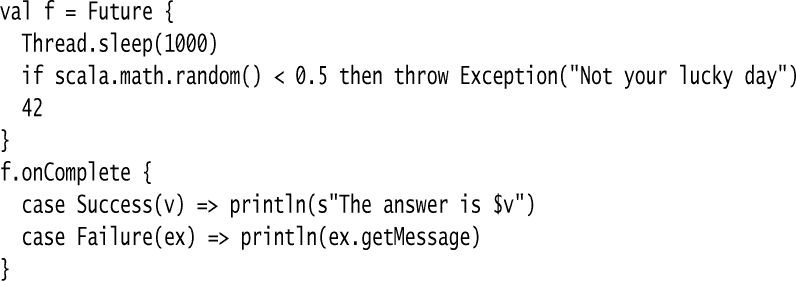 val f = Future {
  Thread.sleep(1000)
  if scala.math.random() < 0.5 then throw Exception("Not your lucky day")
  42
}
f.onComplete {
  case Success(v) => println(s"The answer is $v")
  case Failure(ex) => println(ex.getMessage)
}